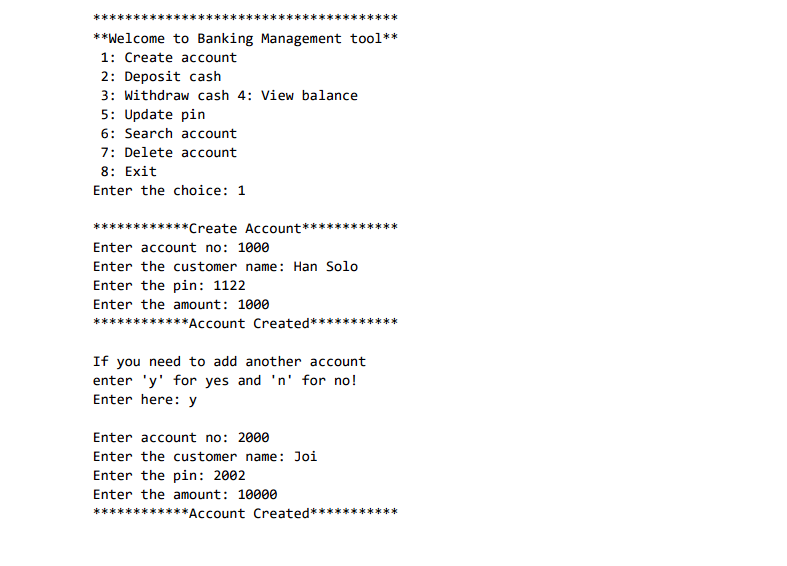 **************************************
**Welcome to Banking Management tool**
1: Create account
2: Deposit cash
3: Withdraw cash 4: View balance
5: Update pin
6: Search account
7: Delete account
8: Exit
Enter the choice: 1
************Create Account************
Enter account no: 1000
Enter the customer name: Han Solo
Enter the pin: 1122
Enter the amount: 1000
************Account Created***********
If you need to add another account
enter 'y' for yes and 'n' for no!
Enter here: y
Enter account no: 2000
Enter the customer name: Joi
Enter the pin: 2002
Enter the amount: 10000
************Account Created***********